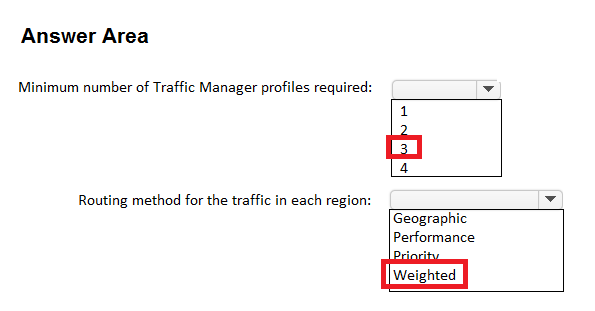 Answer Area
Minimum number of Traffic Manager profiles required:
1
2
3
4
Routing method for the traffic in each region:
Geographic
Performance
Priority
Weighted